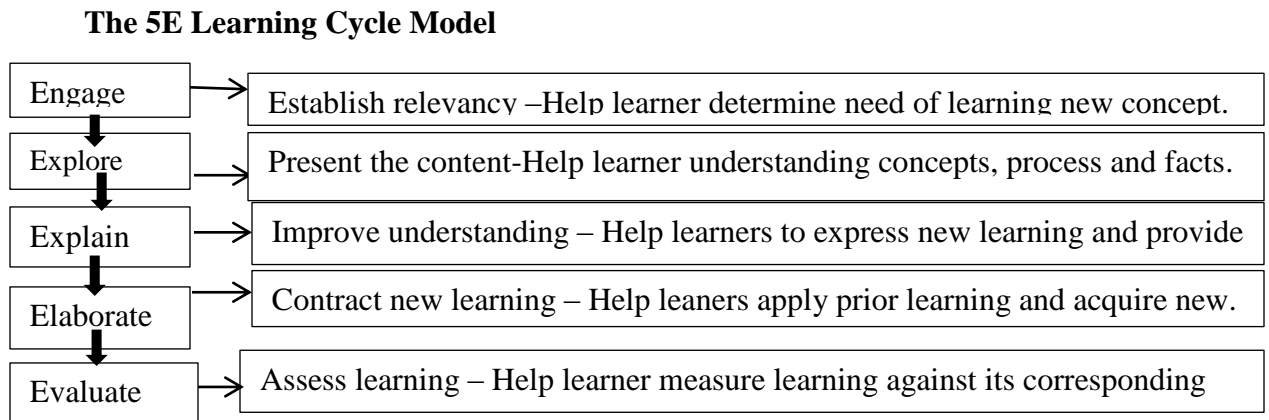 The 5E Learning Cycle Model
Engage
Establish relevancy –Help learner determine need of learning new concept.
Explore
Present the content-Help learner understanding concepts, process and facts.
Explain
Improve understanding – Help learners to express new learning and provide
Elaborate
Contract new learning – Help leaners apply prior learning and acquire new.
Evaluate
Assess learning – Help learner measure learning against its corresponding